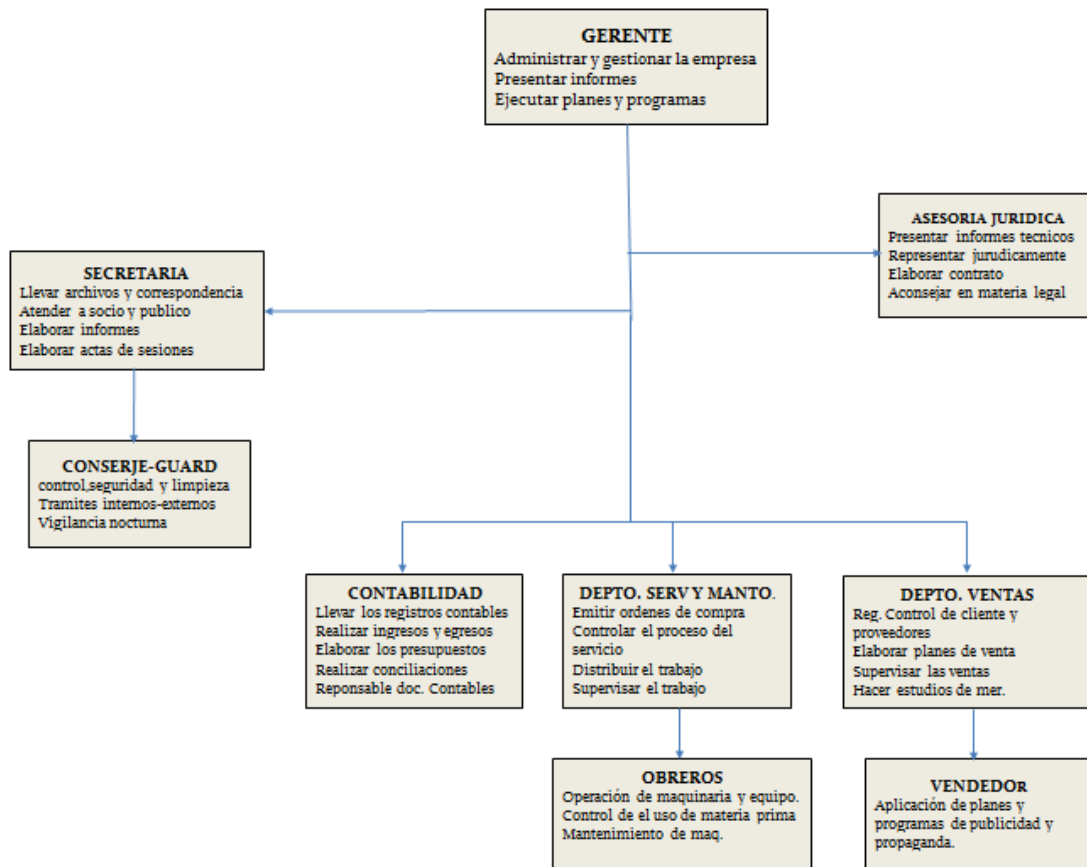 GERENTE
Administrar y gestionar la empresa
Presentar informes
Ejecutar planes y programas
ASESORIA JURIDICA
Presentar informes tecnicos
Representar jurudicamente
Elaborar contrato
Aconsejar en materia legal
SECRETARIA
Llevar archivos y correspondencia
Atender a socio y publico
Elaborar informes
Elaborar actas de sesiones
CONSERJE-GUARD
control,seguridad y limpieza
Tramites internos-externos
Vigilancia nocturna
CONTABILIDAD
Llevar los registros contables
Realizar ingresos y egresos
Elaborar los presupuestos
Realizar conciliaciones
Reponsable doc. Contables
DEPTO. SERV Y MANTO.
Emitir ordenes de compra
Controlar el proceso del
servicio
Distribuir el trabajo
Supervisar el trabajo
DEPTO. VENTAS
Reg. Control de cliente y
proveedores
Elaborar planes de venta
Supervisar las ventas
Hacer estudios de mer.
OBREROS
Operación de maquinaria y equipo.
Control de el uso de materia prima
Mantenimiento de maq.
VENDEDOR
Aplicación de planes y
programas de publicidad y
propaganda.